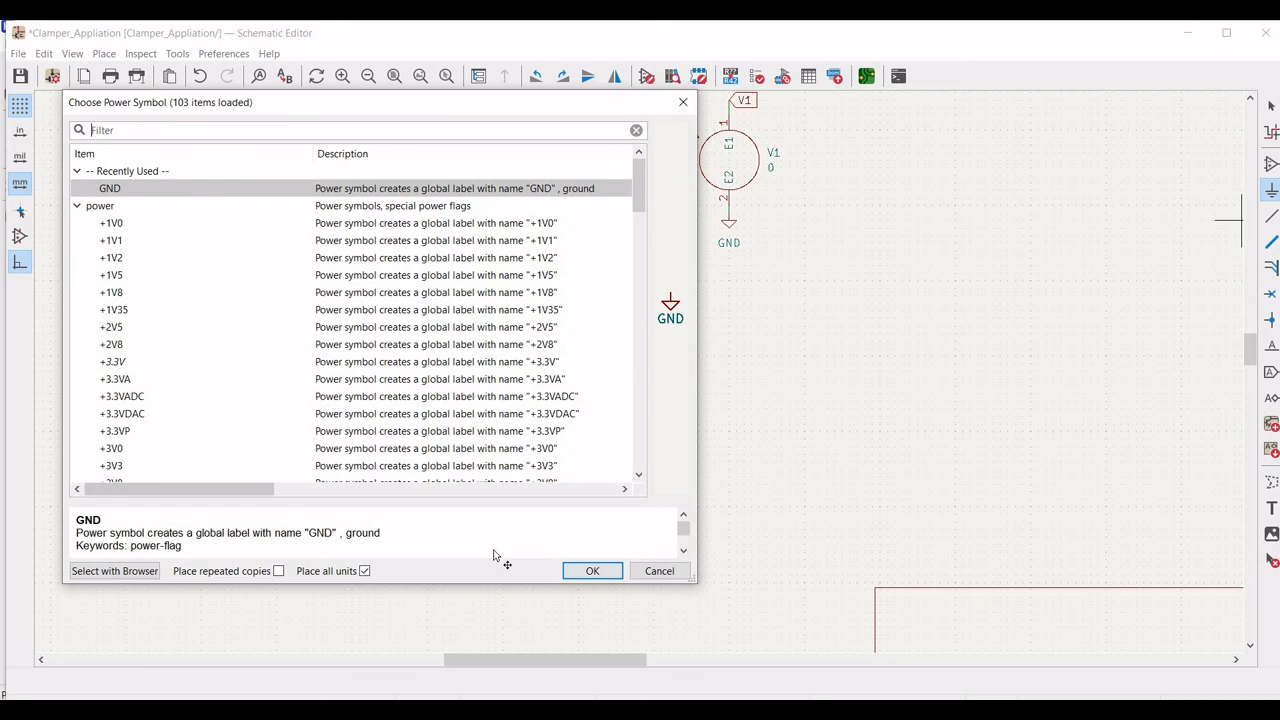 *Clamper_Appliation [Clamper_Appliation/] — Schematic Editor
File Edit View Place Inspect Tools Preferences Help
Choose Power Symbol (103 items loaded)
Filter
Item Description
-- Recently Used --
GND Power symbol creates a global label with name "GND" , ground
power Power symbols, special power flags
+1V0 Power symbol creates a global label with name "+1V0"
+1V1 Power symbol creates a global label with name "+1V1"
+1V2 Power symbol creates a global label with name "+1V2"
+1V5 Power symbol creates a global label with name "+1V5"
+1V8 Power symbol creates a global label with name "+1V8"
+1V35 Power symbol creates a global label with name "+1V35"
+2V5 Power symbol creates a global label with name "+2V5"
+2V8 Power symbol creates a global label with name "+2V8"
+3.3V Power symbol creates a global label with name "+3.3V"
+3.3VA Power symbol creates a global label with name "+3.3VA"
+3.3VADC Power symbol creates a global label with name "+3.3VADC"
+3.3VDAC Power symbol creates a global label with name "+3.3VDAC"
+3.3VP Power symbol creates a global label with name "+3.3VP"
+3V0 Power symbol creates a global label with name "+3V0"
+3V3 Power symbol creates a global label with name "+3V3"
GND
Power symbol creates a global label with name "GND" , ground
Keywords: power-flag
Select with Browser Place repeated copies Place all units OK Cancel
GND
V1
1
E1
E2
2
V1
0
GND
in
mil
mm